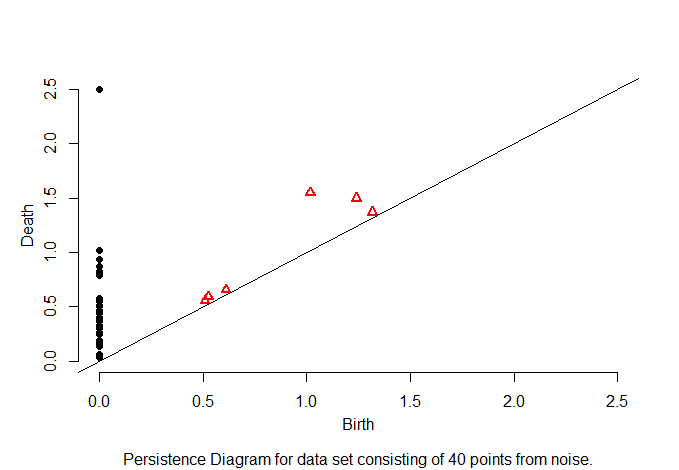 2.5
2.0
1.5
1.0
0.5
0.0
Death
0.0 0.5 1.0 1.5 2.0 2.5
Birth
Persistence Diagram for data set consisting of 40 points from noise.